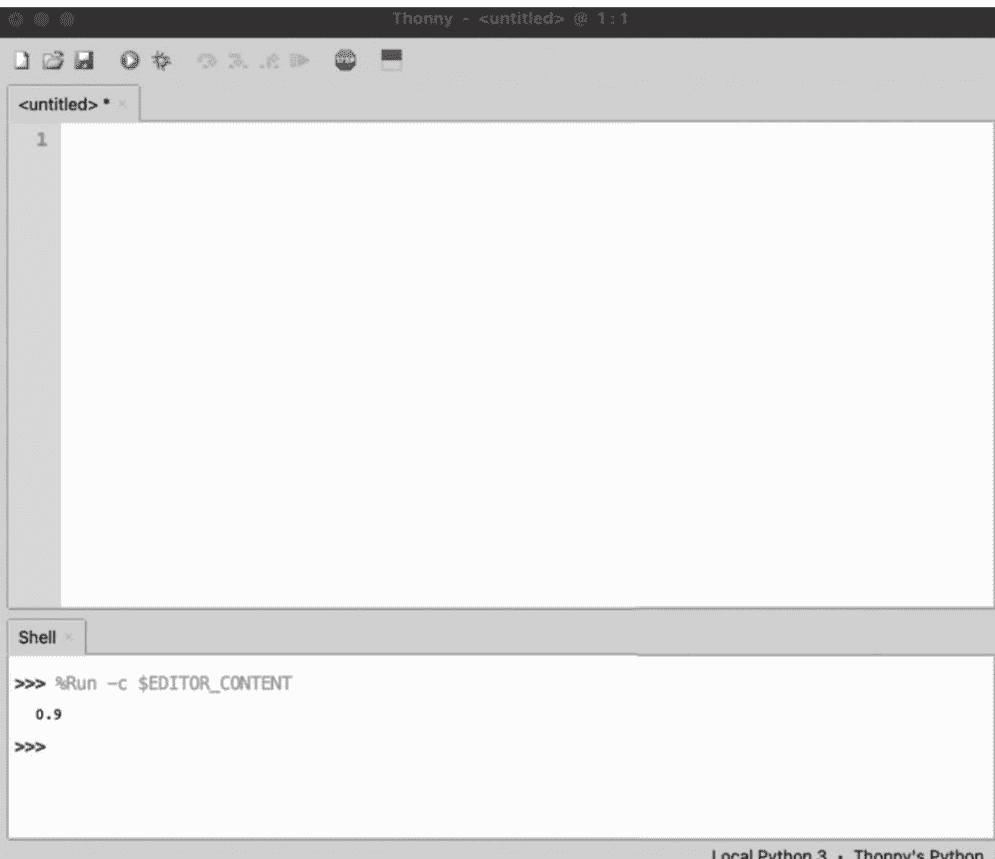 Thonny - <untitled> @ 1:1
<untitled> *
1
Shell
>>> %Run -c $EDITOR_CONTENT
0.9
>>>
Local Python 3 · Thonny's Python